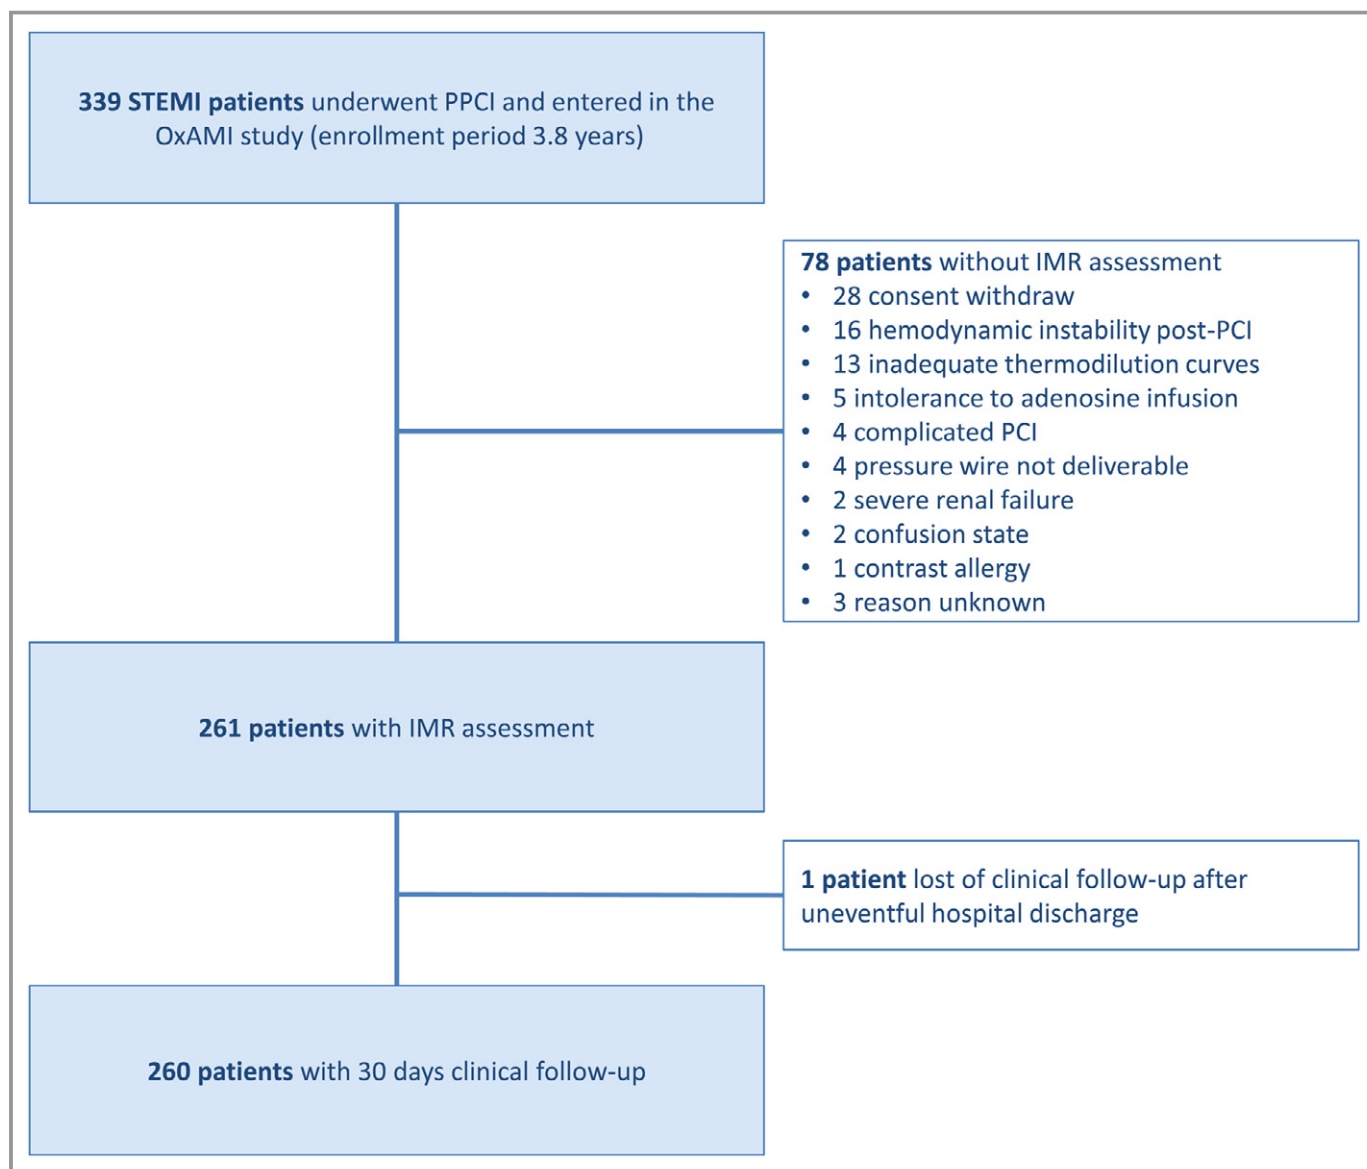 339 STEMI patients underwent PPCI and entered in the
OxAMI study (enrollment period 3.8 years)
78 patients without IMR assessment
• 28 consent withdraw
• 16 hemodynamic instability post-PCI
• 13 inadequate thermodilution curves
• 5 intolerance to adenosine infusion
• 4 complicated PCI
• 4 pressure wire not deliverable
• 2 severe renal failure
• 2 confusion state
• 1 contrast allergy
• 3 reason unknown
261 patients with IMR assessment
1 patient lost of clinical follow-up after
uneventful hospital discharge
260 patients with 30 days clinical follow-up